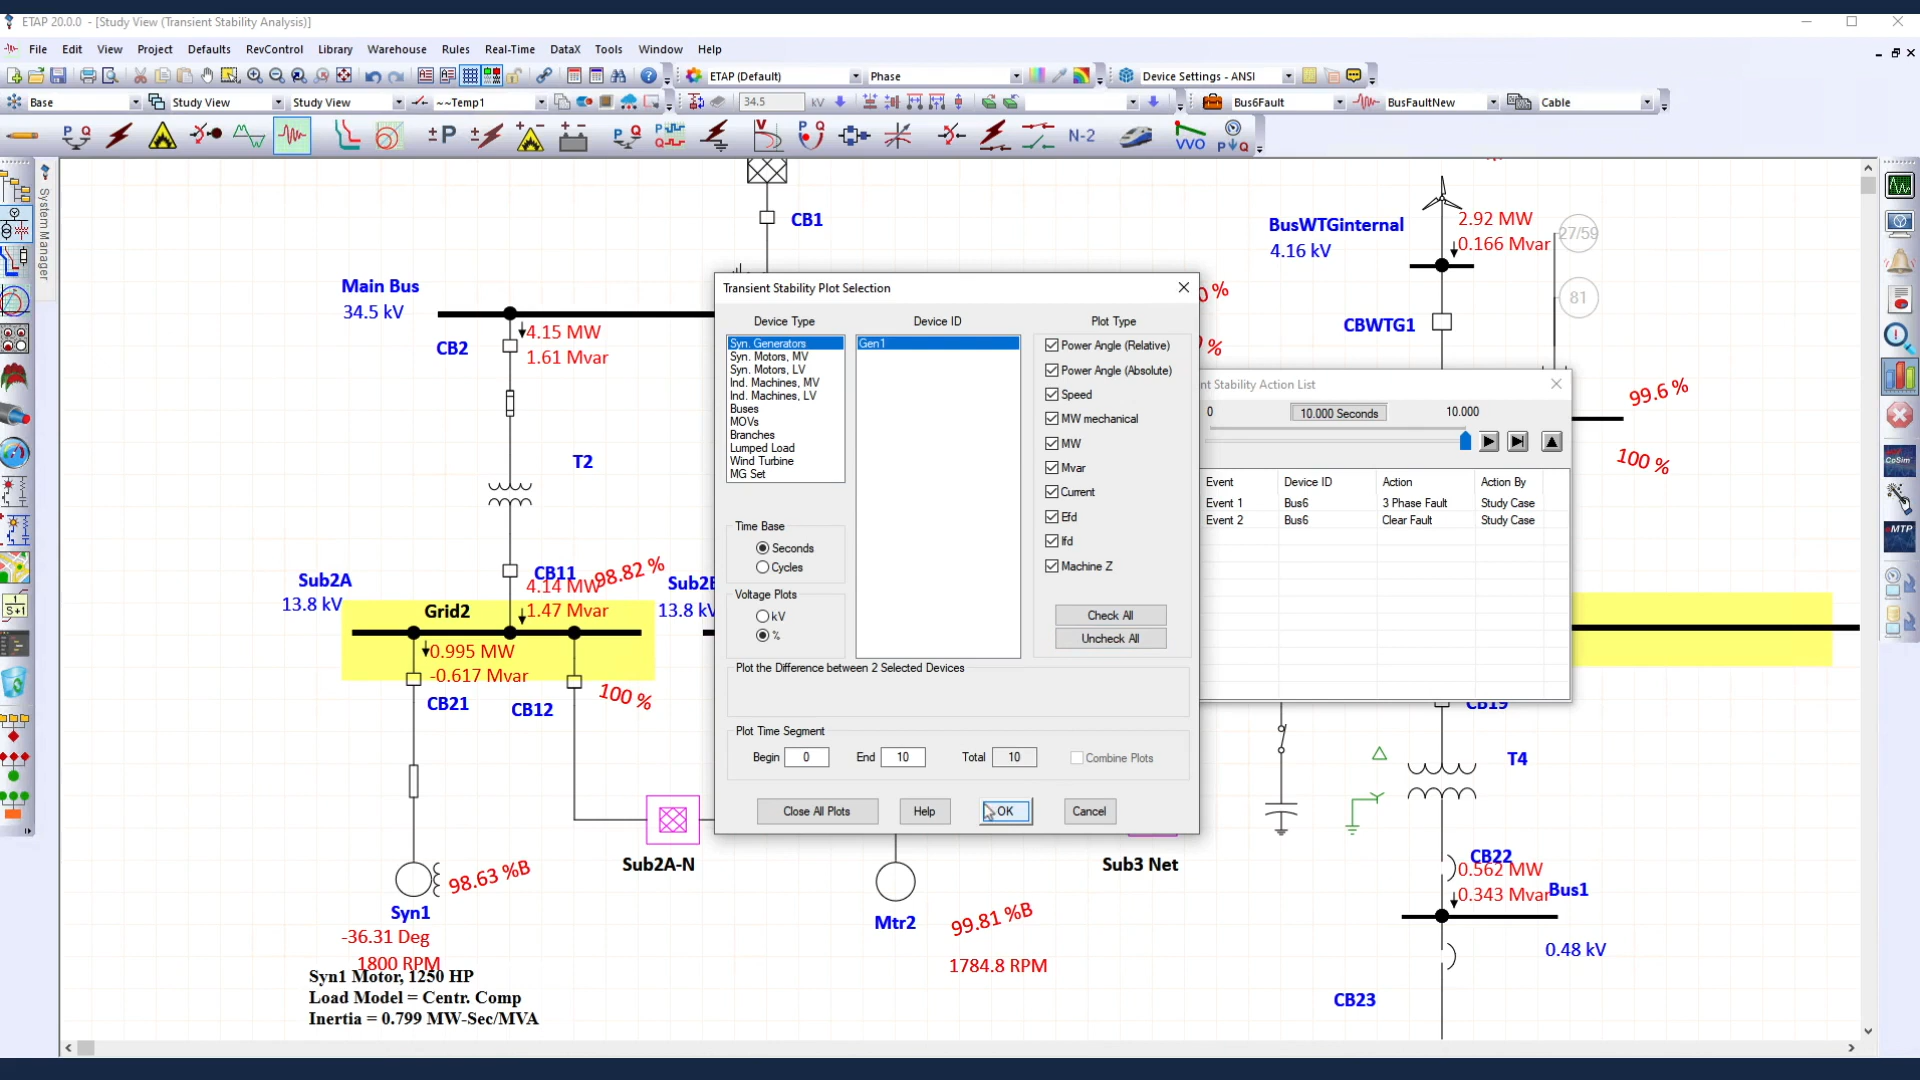 ETAP 20.0.0 - [Study View (Transient Stability Analysis)]
File Edit View Project Defaults RevControl Library Warehouse Rules Real-Time DataX Tools Window Help
ETAP (Default) Phase Device Settings - ANSI
Base Study View Study View ~~Temp1 34.5 kV Bus6Fault BusFaultNew Cable
N-2
VVO
System Manager
CB1
Main Bus
34.5 kV
CB2
4.15 MW
1.61 Mvar
T2
CB11
98.82 %
4.14 MW
1.47 Mvar
Sub2A
13.8 kV
Grid2
0.995 MW
-0.617 Mvar
CB21
CB12
100 %
13.8 kV
Sub2A-N
Syn1
98.63 %B
-36.31 Deg
1800 RPM
Syn1 Motor, 1250 HP
Load Model = Centr. Comp
Inertia = 0.799 MW-Sec/MVA
Mtr2
99.81 %B
1784.8 RPM
Sub3 Net
BusWTGinternal
4.16 kV
2.92 MW
0.166 Mvar
27/59
81
CBWTG1
99.6 %
100 %
CB19
T4
CB22
0.562 MW
0.343 Mvar
Bus1
0.48 kV
CB23
Transient Stability Plot Selection
Device Type Device ID Plot Type
Syn. Generators
Syn. Motors, MV
Syn. Motors, LV
Ind. Machines, MV
Ind. Machines, LV
Buses
MOVs
Branches
Lumped Load
Wind Turbine
MG Set
Gen1
Power Angle (Relative)
Power Angle (Absolute)
Speed
MW mechanical
MW
Mvar
Current
Efd
Ifd
Machine Z
Time Base
Seconds
Cycles
Voltage Plots
kV
%
Check All
Uncheck All
Plot the Difference between 2 Selected Devices
Plot Time Segment
Begin 0 End 10 Total 10 Combine Plots
Close All Plots Help OK Cancel
nt Stability Action List
0 10.000 Seconds 10.000
Event Device ID Action Action By
Event 1 Bus6 3 Phase Fault Study Case
Event 2 Bus6 Clear Fault Study Case